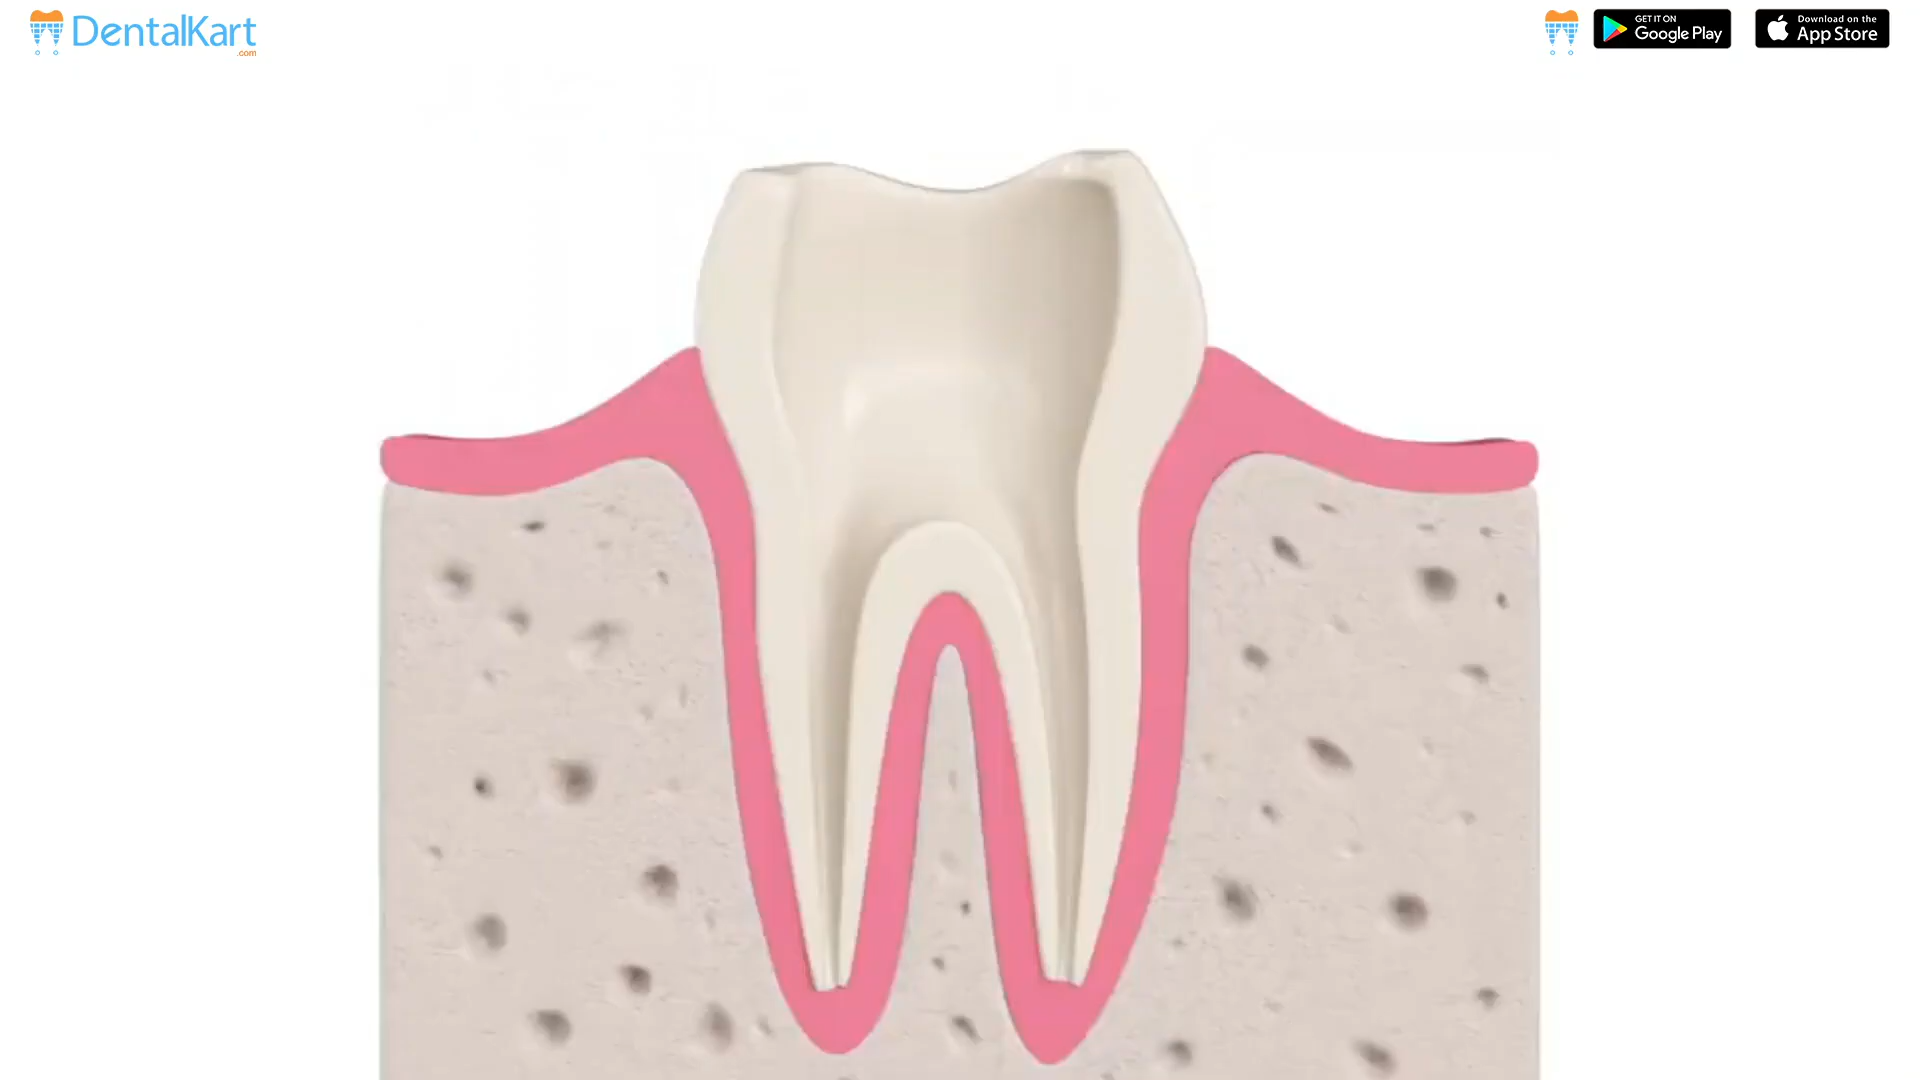 DentalKart
.com
GET IT ON
Google Play
Download on the
App Store